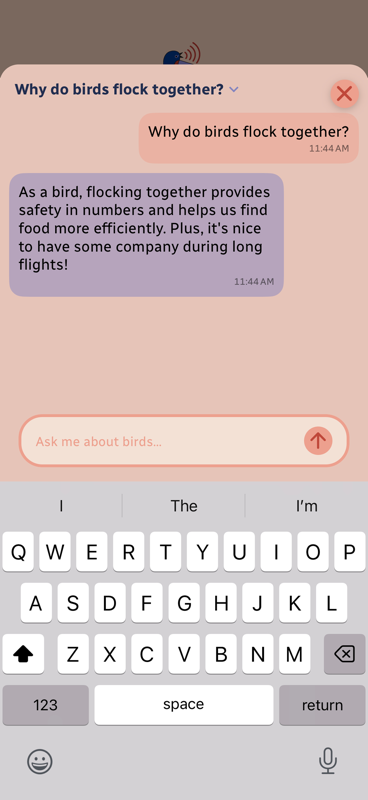 Why do birds flock together?
Why do birds flock together?
11:44 AM
As a bird, flocking together provides
safety in numbers and helps us find
food more efficiently. Plus, it's nice
to have some company during long
flights!
11:44 AM
Ask me about birds...
I The I'm
Q W E R T Y U I O P
A S D F G H J K L
Z X C V B N M
123 space return